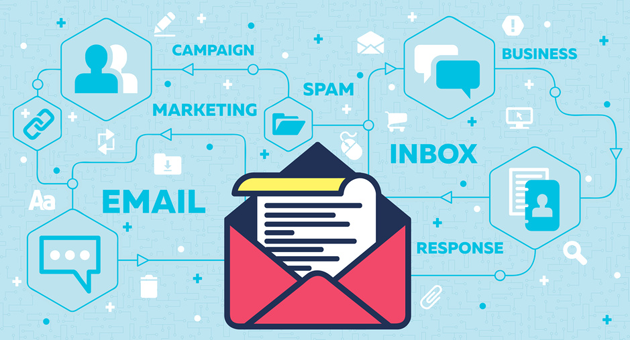 CAMPAIGN
BUSINESS
SPAM
MARKETING
INBOX
Aa
EMAIL
RESPONSE